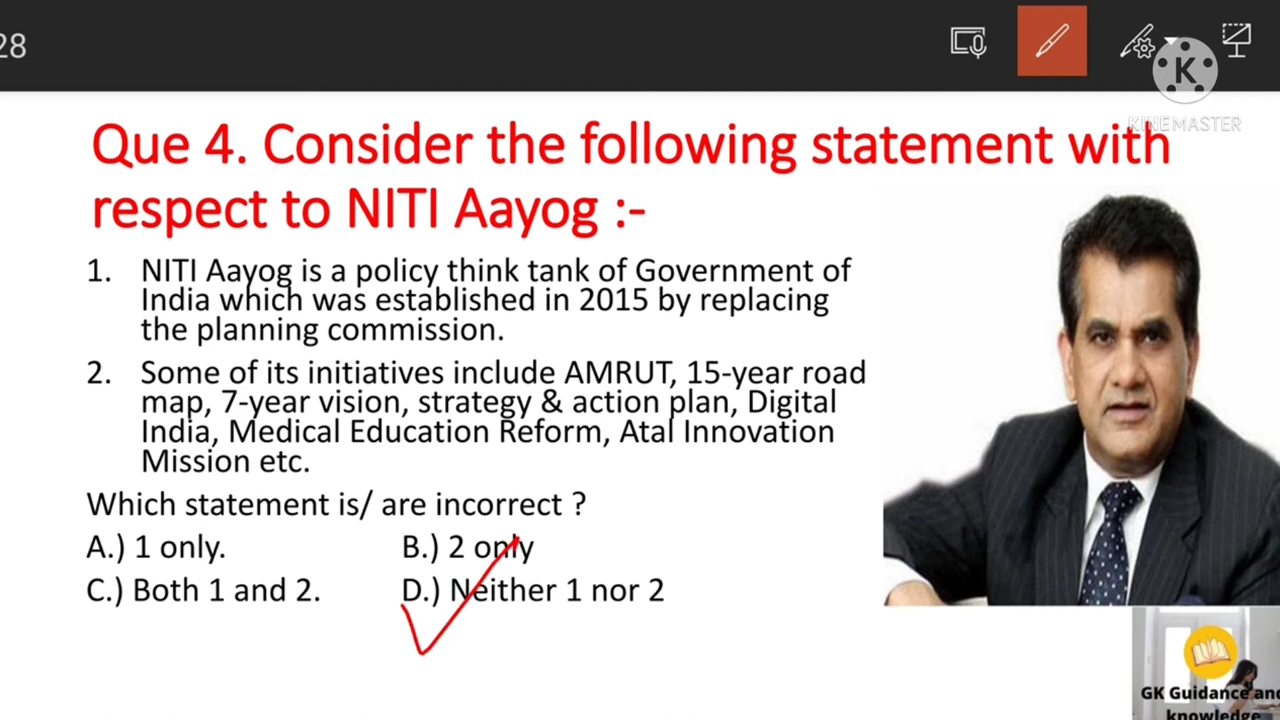 28
KINEMASTER
Que 4. Consider the following statement with
respect to NITI Aayog :-
1. NITI Aayog is a policy think tank of Government of
India which was established in 2015 by replacing
the planning commission.
2. Some of its initiatives include AMRUT, 15-year road
map, 7-year vision, strategy & action plan, Digital
India, Medical Education Reform, Atal Innovation
Mission etc.
Which statement is/ are incorrect ?
A.) 1 only. B.) 2 only
C.) Both 1 and 2. D.) Neither 1 nor 2
GK Guidance and
knowledge